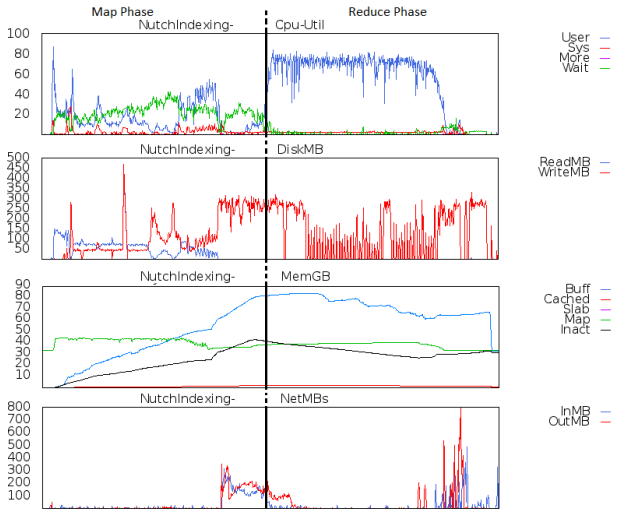 Map Phase
Reduce Phase
NutchIndexing- Cpu-Util
100
80
60
40
20
User
Sys
More
Wait
NutchIndexing- DiskMB
500
450
400
350
300
250
200
150
100
50
ReadMB
WriteMB
NutchIndexing- MemGB
90
80
70
60
50
40
30
20
10
Buff
Cached
Slab
Map
Inact
NutchIndexing- NetMBs
800
700
600
500
400
300
200
100
InMB
OutMB